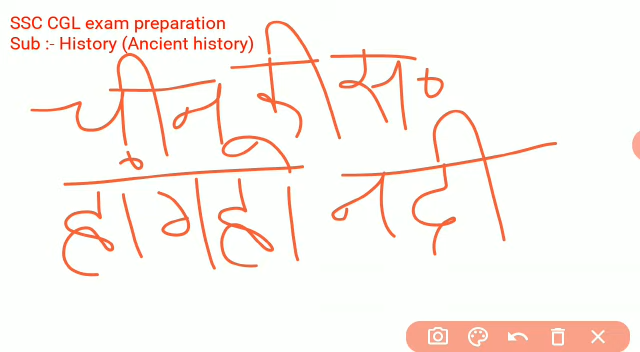 SSC CGL exam preparation
Sub :- History (Ancient history)
चीन की स०
हांगहो नदी